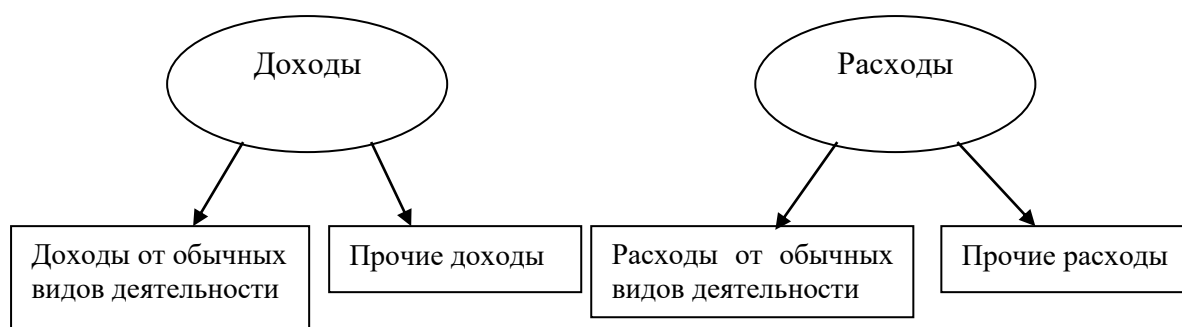 Доходы
Расходы
Доходы от обычных
видов деятельности
Прочие доходы
Расходы от обычных
видов деятельности
Прочие расходы